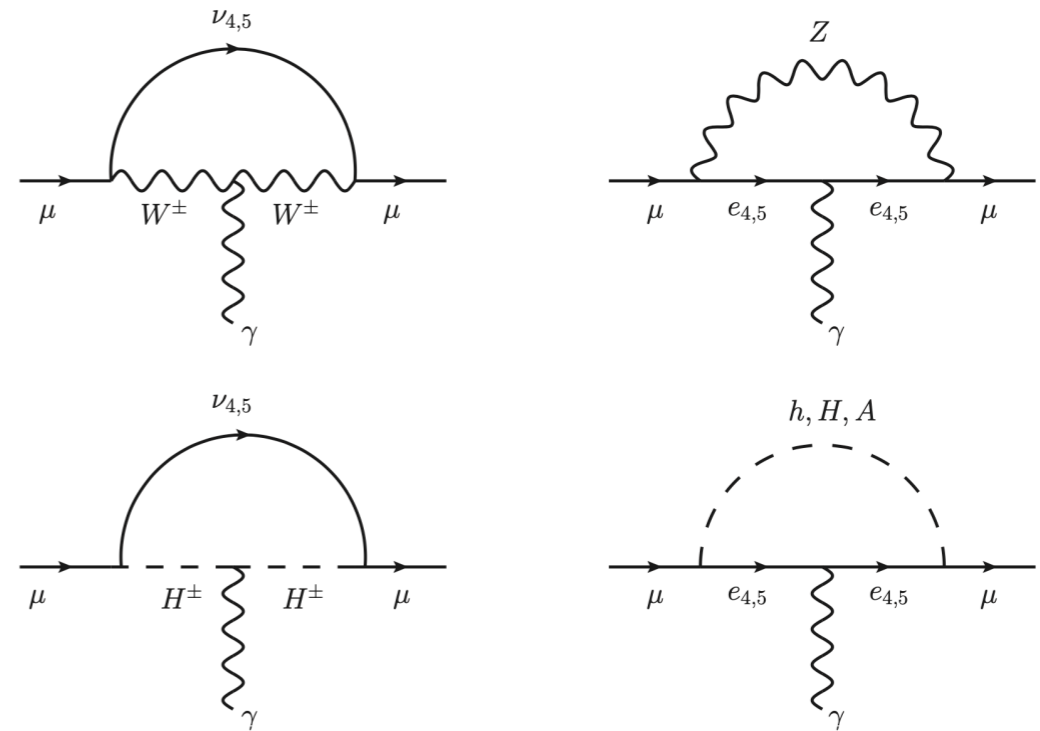 ν₄,₅ Z
μ W± W± μ μ e₄,₅ e₄,₅ μ
γ γ
ν₄,₅ h, H, A
μ H± H± μ μ e₄,₅ e₄,₅ μ
γ γ